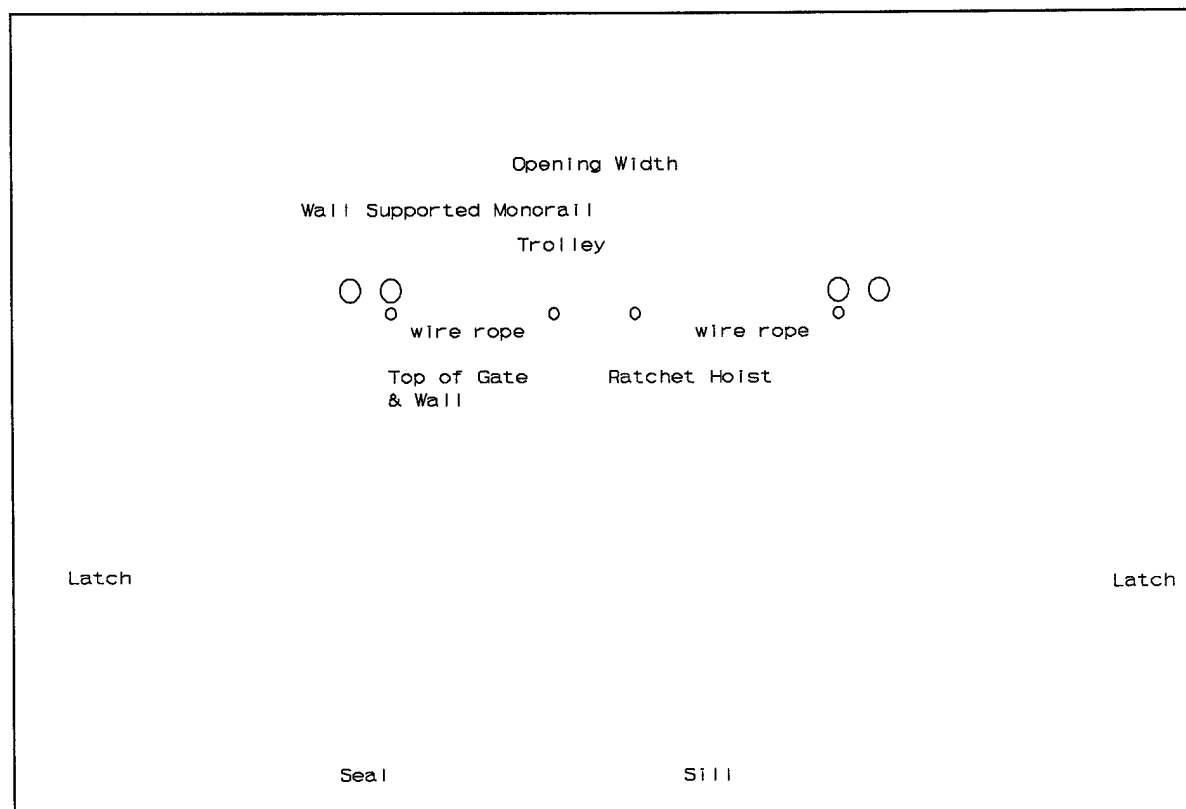 Opening Width
Wall Supported Monorail
Trolley
wire rope
wire rope
Top of Gate
& Wall
Ratchet Hoist
Latch
Latch
Seal
Sill